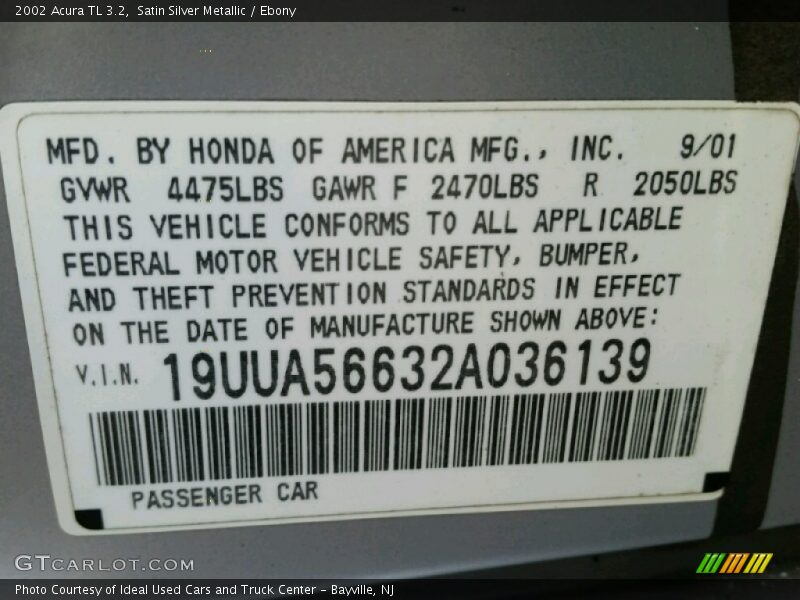 2002 Acura TL 3.2, Satin Silver Metallic / Ebony
MFD. BY HONDA OF AMERICA MFG., INC. 9/01
GVWR 4475LBS GAWR F 2470LBS R 2050LBS
THIS VEHICLE CONFORMS TO ALL APPLICABLE
FEDERAL MOTOR VEHICLE SAFETY, BUMPER,
AND THEFT PREVENTION STANDARDS IN EFFECT
ON THE DATE OF MANUFACTURE SHOWN ABOVE:
V.I.N. 19UUA56632A036139
PASSENGER CAR
GTCARLOT.COM
Photo Courtesy of Ideal Used Cars and Truck Center - Bayville, NJ